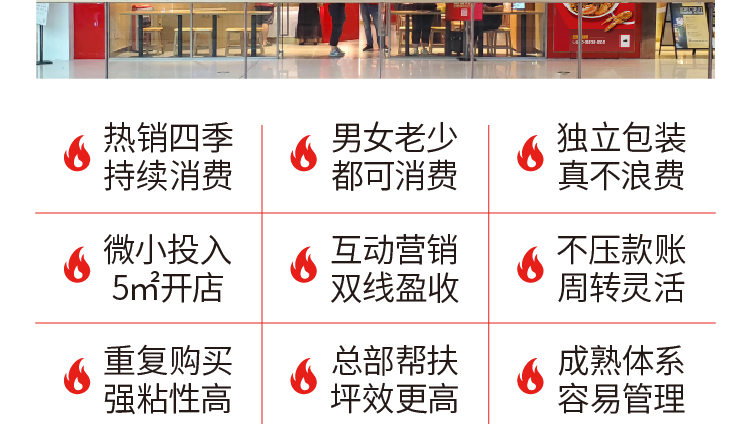 热销四季
持续消费
男女老少
都可消费
独立包装
真不浪费
微小投入
5㎡开店
互动营销
双线盈收
不压款账
周转灵活
重复购买
强粘性高
总部帮扶
坪效更高
成熟体系
容易管理